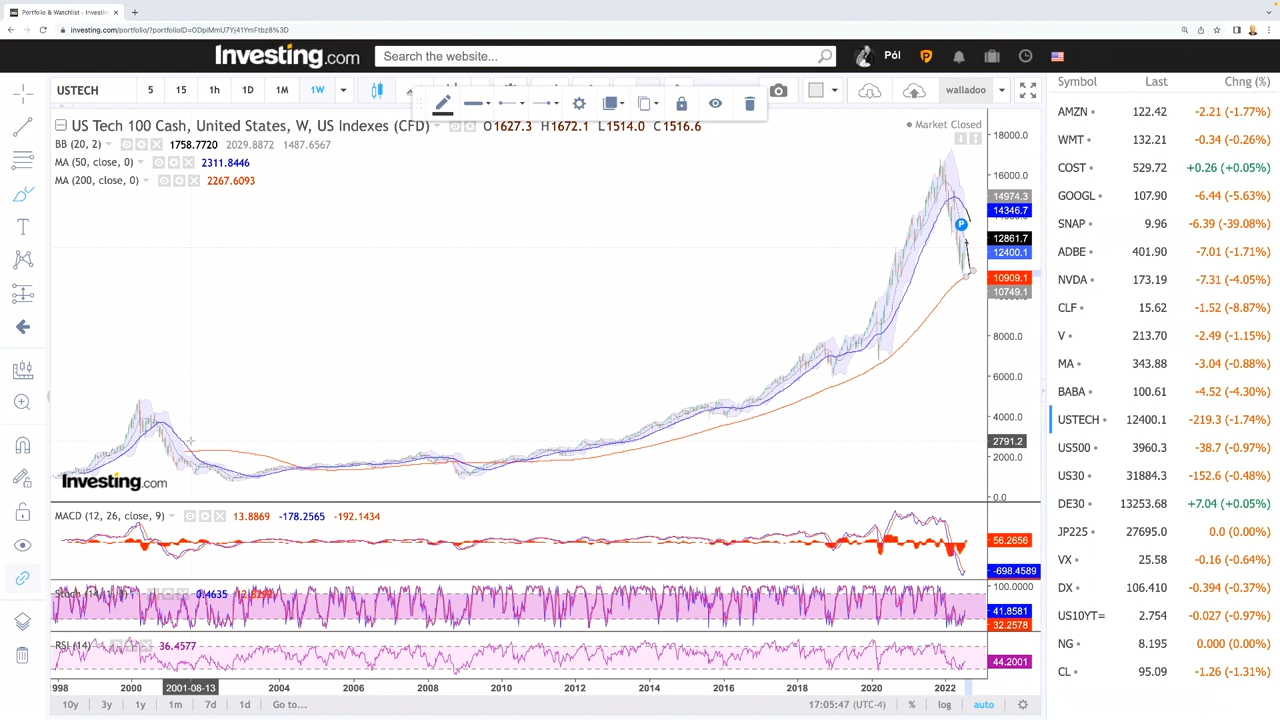 Portfolio & Watchlist - Investin
investing.com/portfolio/?portfolioID=ODpiMmU7Yj41YmFtbz8%3D
Investing.com
Search the website...
Pól
USTECH
5
15
1h
1D
1M
1W
walladoo
US Tech 100 Cash, United States, W, US Indexes (CFD)
O1627.3 H1672.1 L1514.0 C1516.6
Market Closed
BB (20, 2) 1758.7720 2029.8872 1487.6567
MA (50, close, 0) 2311.8446
MA (200, close, 0) 2267.6093
18000.0
16000.0
14974.3
14346.7
P
12861.7
12400.1
10909.1
10749.1
8000.0
6000.0
4000.0
2791.2
2000.0
0.0
Investing.com
MACD (12, 26, close, 9) 13.8869 -178.2565 -192.1434
56.2656
-698.4589
0.4635
100.0000
41.8581
32.2578
RSI (14) 36.4577
44.2001
998
2000
2001-08-13
2004
2006
2008
2010
2012
2014
2016
2018
2020
2022
10y
3y
1y
1m
7d
1d
Go to...
17:05:47 (UTC-4)
%
log
auto
Symbol Last Chng (%)
AMZN 122.42 -2.21 (-1.77%)
WMT 132.21 -0.34 (-0.26%)
COST 529.72 +0.26 (+0.05%)
GOOGL 107.90 -6.44 (-5.63%)
SNAP 9.96 -6.39 (-39.08%)
ADBE 401.90 -7.01 (-1.71%)
NVDA 173.19 -7.31 (-4.05%)
CLF 15.62 -1.52 (-8.87%)
V 213.70 -2.49 (-1.15%)
MA 343.88 -3.04 (-0.88%)
BABA 100.61 -4.52 (-4.30%)
USTECH 12400.1 -219.3 (-1.74%)
US500 3960.3 -38.7 (-0.97%)
US30 31884.3 -152.6 (-0.48%)
DE30 13253.68 +7.04 (+0.05%)
JP225 27695.0 0.0 (0.00%)
VX 25.58 -0.16 (-0.64%)
DX 106.410 -0.394 (-0.37%)
US10YT= 2.754 -0.027 (-0.97%)
NG 8.195 0.000 (0.00%)
CL 95.09 -1.26 (-1.31%)